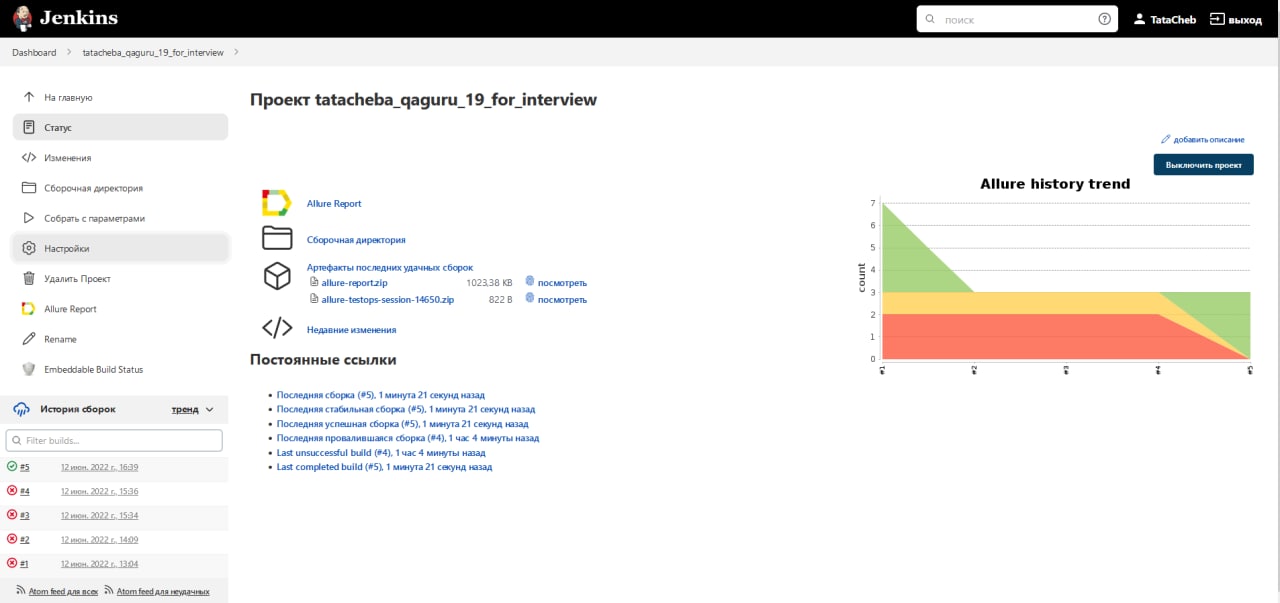 Jenkins
поиск
TataCheb
выход
Dashboard
tatacheba_qaguru_19_for_interview
На главную
Статус
Изменения
Сборочная директория
Собрать с параметрами
Настройки
Удалить Проект
Allure Report
Rename
Embeddable Build Status
История сборок
тренд
Filter builds...
#5 12 июн. 2022 г., 16:39
#4 12 июн. 2022 г., 15:36
#3 12 июн. 2022 г., 15:34
#2 12 июн. 2022 г., 14:09
#1 12 июн. 2022 г., 13:04
Atom feed для всех Atom feed для неудачных
Проект tatacheba_qaguru_19_for_interview
добавить описание
Выключить проект
Allure Report
Сборочная директория
Артефакты последних удачных сборок
allure-report.zip 1023,38 KB посмотреть
allure-testops-session-14650.zip 822 B посмотреть
Недавние изменения
Постоянные ссылки
Последняя сборка (#5), 1 минута 21 секунд назад
Последняя стабильная сборка (#5), 1 минута 21 секунд назад
Последняя успешная сборка (#5), 1 минута 21 секунд назад
Последняя провалившаяся сборка (#4), 1 час 4 минуты назад
Last unsuccessful build (#4), 1 час 4 минуты назад
Last completed build (#5), 1 минута 21 секунд назад
Allure history trend
count
7
6
5
4
3
2
1
0
#1
#2
#3
#4
#5